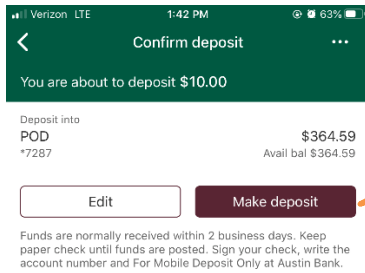 Verizon LTE 1:42 PM 63%
Confirm deposit
You are about to deposit $10.00
Deposit into
POD $364.59
*7287 Avail bal $364.59
Edit Make deposit
Funds are normally received within 2 business days. Keep
paper check until funds are posted. Sign your check, write the
account number and For Mobile Deposit Only at Austin Bank.